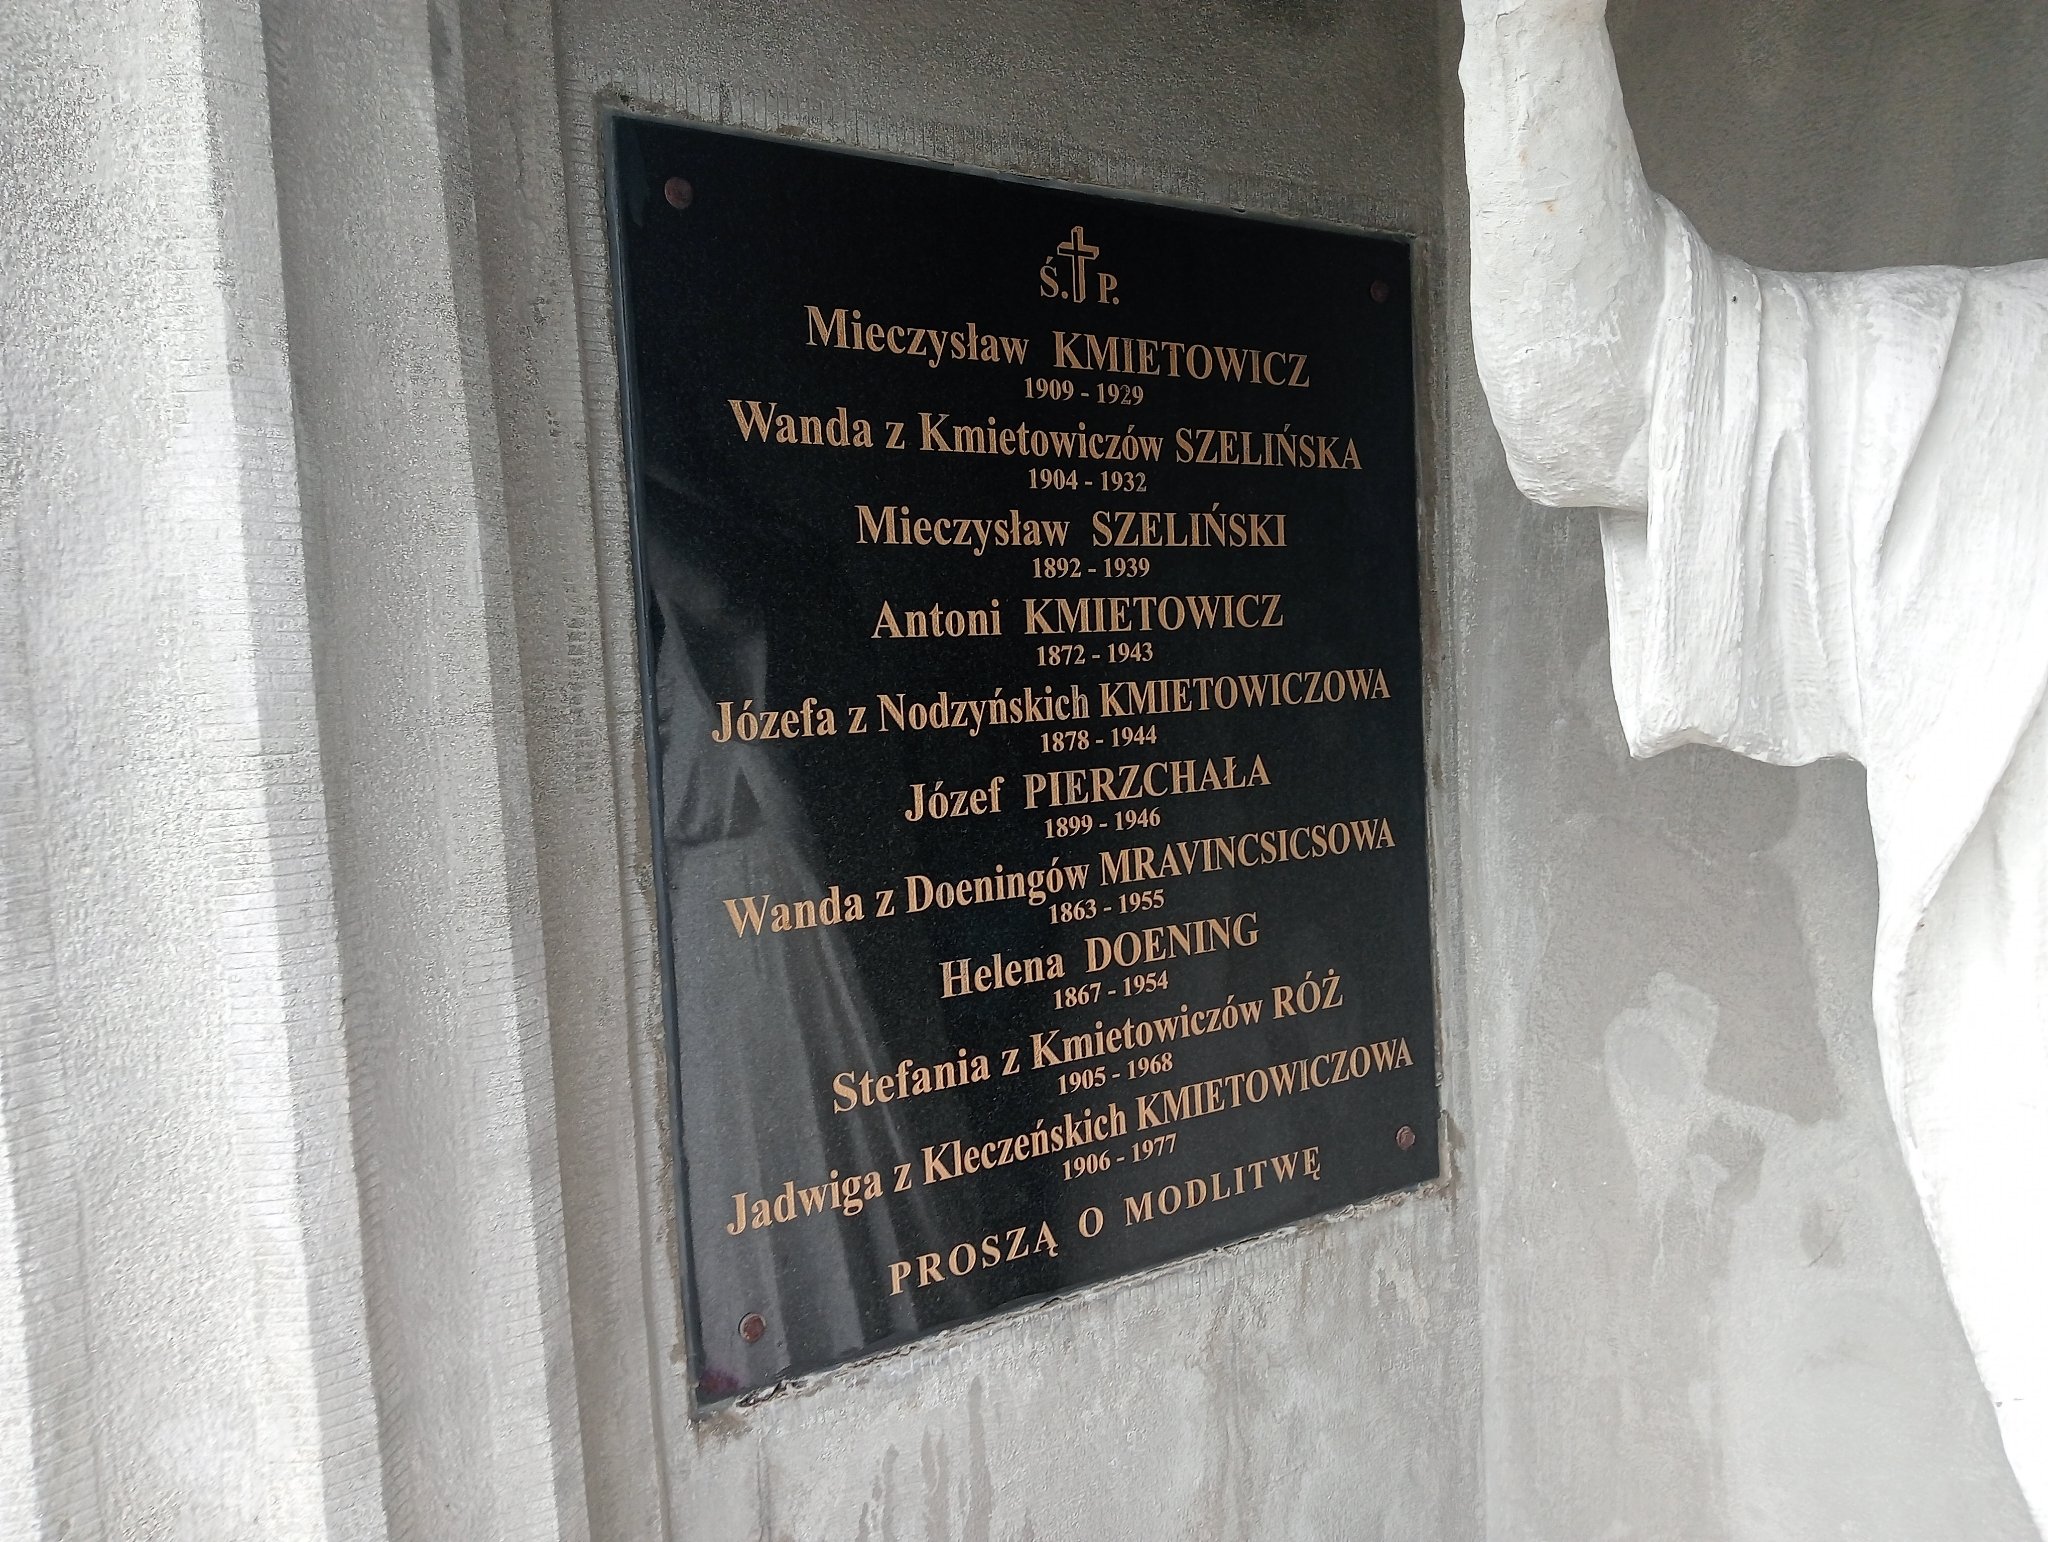 Ś.P.
Mieczysław KMIETOWICZ
1909 - 1929
Wanda z Kmietowiczów SZELIŃSKA
1904 - 1932
Mieczysław SZELIŃSKI
1892 - 1939
Antoni KMIETOWICZ
1872 - 1943
Józefa z Nodzyńskich KMIETOWICZOWA
1878 - 1944
Józef PIERZCHAŁA
1899 - 1946
Wanda z Doeningów MRAVINCSICSOWA
1863 - 1955
Helena DOENING
1867 - 1954
Stefania z Kmietowiczów RÓŻ
1905 - 1968
Jadwiga z Kleczeńskich KMIETOWICZOWA
1906 - 1977
PROSZĄ O MODLITWĘ